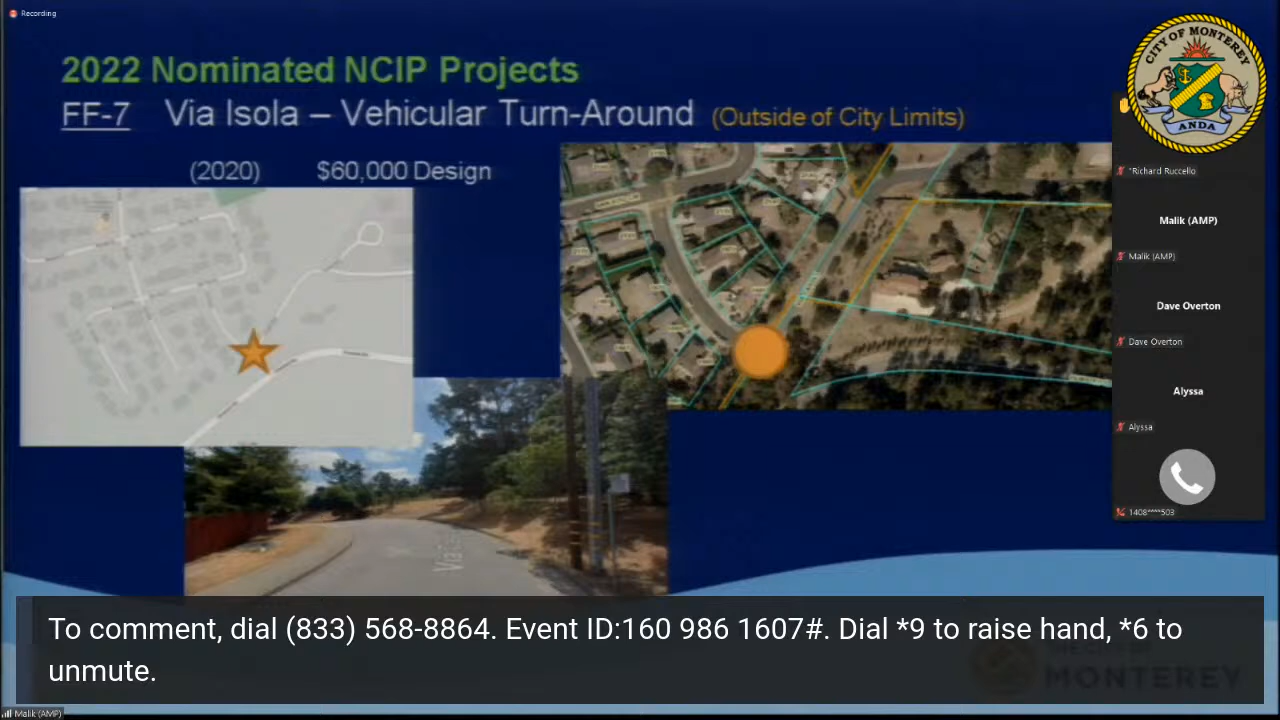 Recording
2022 Nominated NCIP Projects
FF-7 Via Isola – Vehicular Turn-Around (Outside of City Limits)
(2020) $60,000 Design
CITY OF MONTEREY
ANDA
"Richard Ruccello
Malik (AMP)
Malik (AMP)
Dave Overton
Dave Overton
Alyssa
Alyssa
1408****503
To comment, dial (833) 568-8864. Event ID:160 986 1607#. Dial *9 to raise hand, *6 to
unmute.
MONTEREY
Malik (AMP)